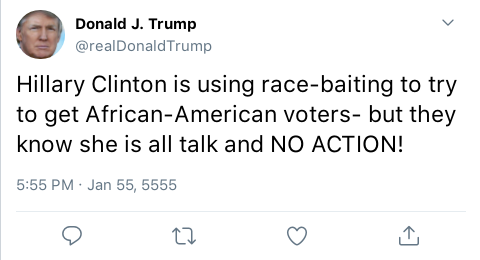 Donald J. Trump
@realDonaldTrump
Hillary Clinton is using race-baiting to try
to get African-American voters- but they
know she is all talk and NO ACTION!
5:55 PM · Jan 55, 5555